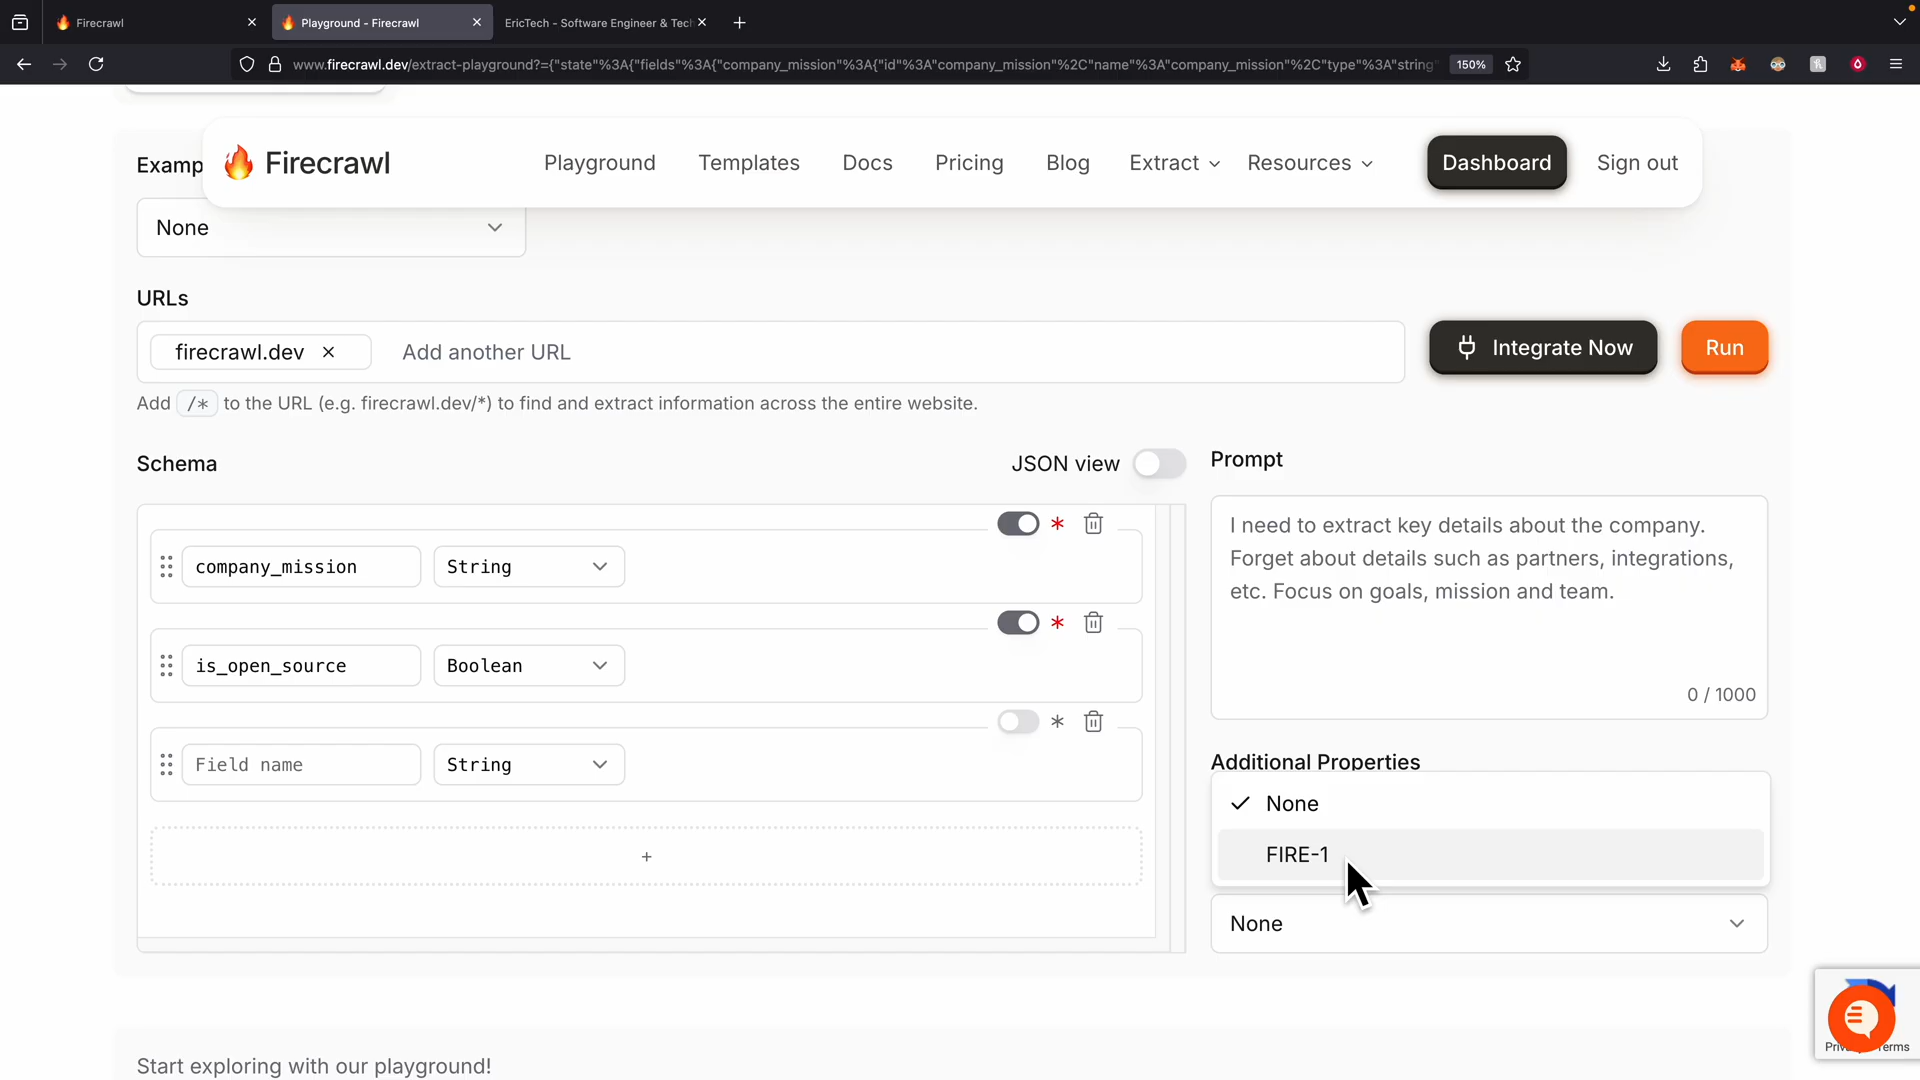 Firecrawl
Playground - Firecrawl
EricTech - Software Engineer & Tech
www.firecrawl.dev/extract-playground?={"state"%3A{"fields"%3A{"company_mission"%3A{"id"%3A"company_mission"%2C"name"%3A"company_mission"%2C"type"%3A"string"
150%
Firecrawl
Playground
Templates
Docs
Pricing
Blog
Extract
Resources
Dashboard
Sign out
Examp
None
URLs
firecrawl.dev
Add another URL
Integrate Now
Run
Add /* to the URL (e.g. firecrawl.dev/*) to find and extract information across the entire website.
Schema
JSON view
Prompt
*
company_mission
String
*
is_open_source
Boolean
*
Field name
String
+
I need to extract key details about the company.
Forget about details such as partners, integrations,
etc. Focus on goals, mission and team.
0 / 1000
Additional Properties
None
FIRE-1
None
Start exploring with our playground!